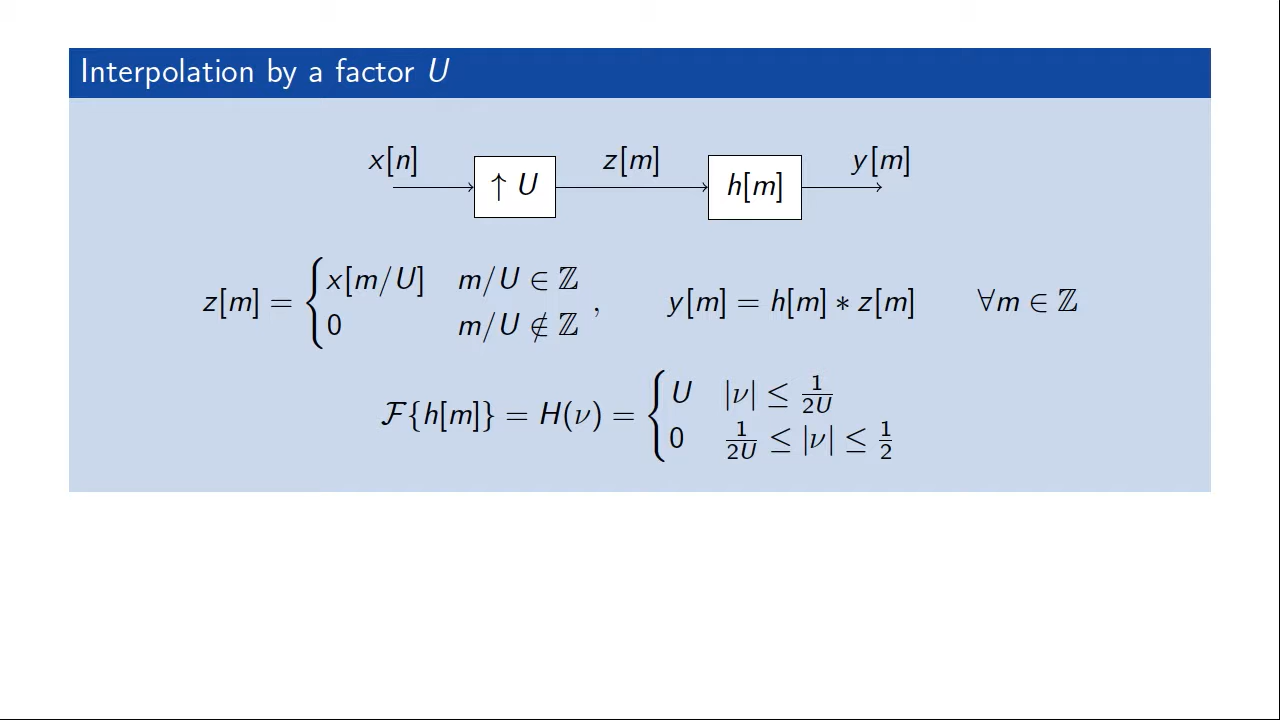 Interpolation by a factor U
x[n] z[m] y[m]
↑ U h[m]
z[m] = { x[m/U] m/U ∈ ℤ
0 m/U ∉ ℤ , y[m] = h[m] ∗ z[m] ∀m ∈ ℤ
ℱ{h[m]} = H(ν) = { U |ν| ≤ 1/2U
0 1/2U ≤ |ν| ≤ 1/2